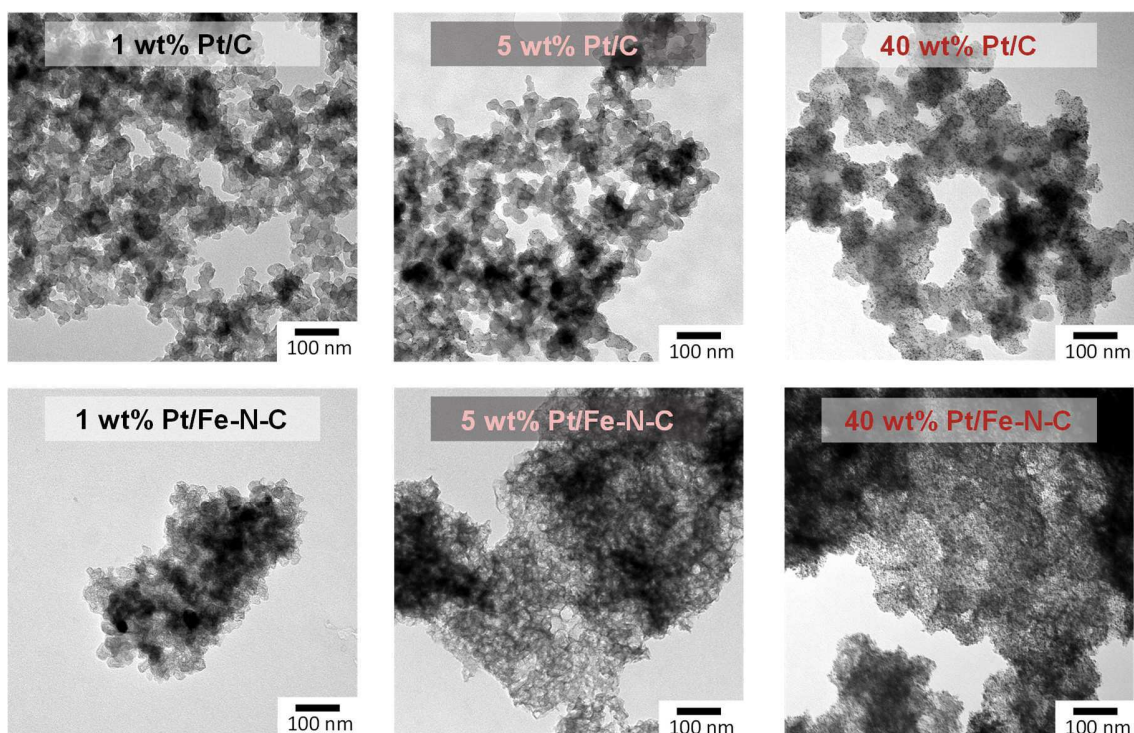 1 wt% Pt/C
5 wt% Pt/C
40 wt% Pt/C
100 nm
100 nm
100 nm
1 wt% Pt/Fe-N-C
5 wt% Pt/Fe-N-C
40 wt% Pt/Fe-N-C
100 nm
100 nm
100 nm